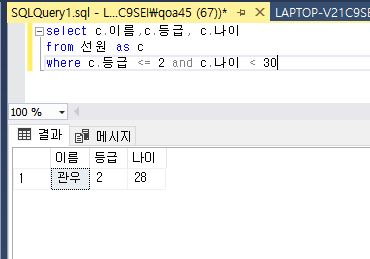 SQLQuery1.sql - L...C9SEI\qoa45 (67))* LAPTOP-V21C9SEI
select c.이름,c.등급, c.나이
from 선원 as c
where c.등급 <= 2 and c.나이 < 30
100 %
결과 메시지
이름 등급 나이
1 관우 2 28